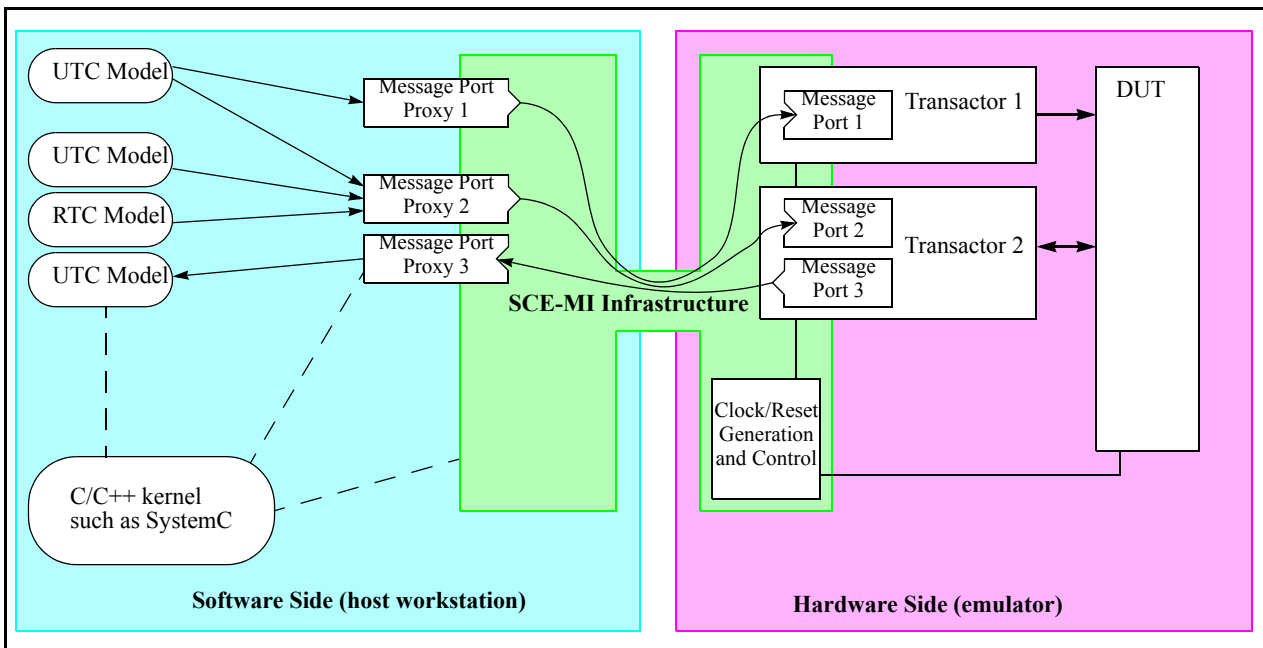 UTC Model
UTC Model
RTC Model
UTC Model
Message Port
Proxy 1
Message Port
Proxy 2
Message Port
Proxy 3
SCE-MI Infrastructure
Message
Port 1
Transactor 1
Message
Port 2
Message
Port 3
Transactor 2
DUT
Clock/Reset
Generation
and Control
C/C++ kernel
such as SystemC
Software Side (host workstation)
Hardware Side (emulator)